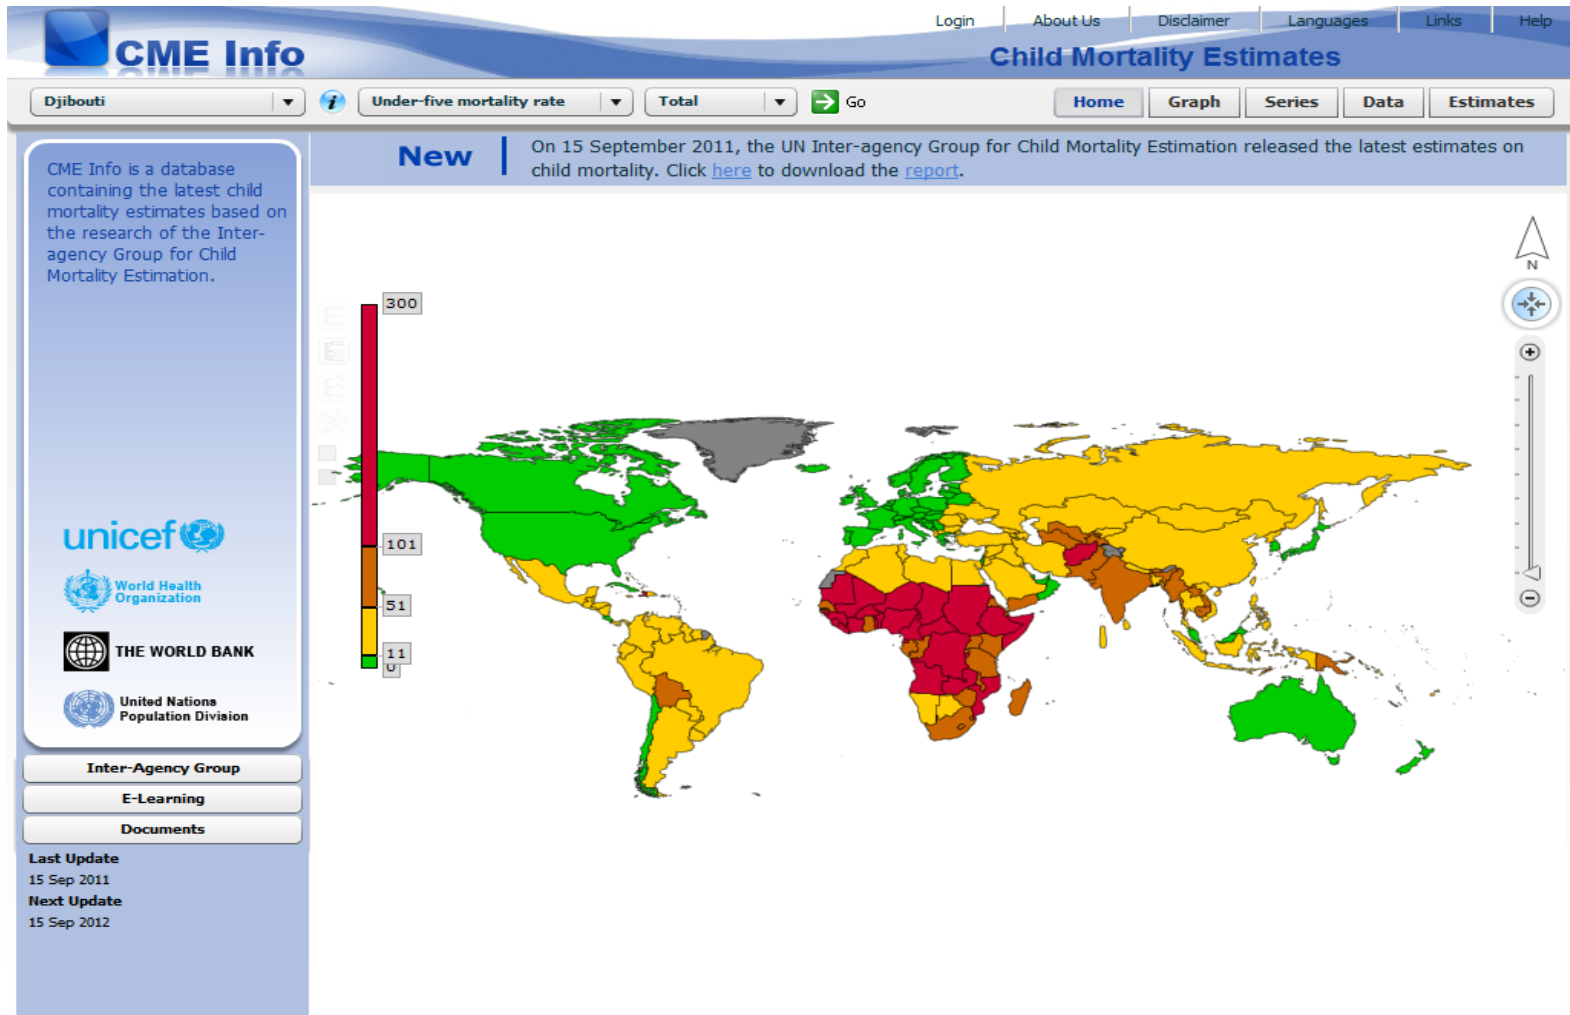 Login
About Us
Disclaimer
Languages
Links
Help
CME Info
Child Mortality Estimates
Djibouti
i
Under-five mortality rate
Total
Go
Home
Graph
Series
Data
Estimates
CME Info is a database
containing the latest child
mortality estimates based on
the research of the Inter-
agency Group for Child
Mortality Estimation.
New
On 15 September 2011, the UN Inter-agency Group for Child Mortality Estimation released the latest estimates on
child mortality. Click here to download the report.
N
300
101
51
11
0
unicef
World Health
Organization
THE WORLD BANK
United Nations
Population Division
Inter-Agency Group
E-Learning
Documents
Last Update
15 Sep 2011
Next Update
15 Sep 2012